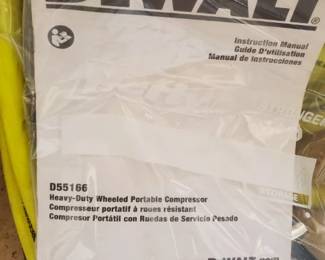 DEWALT®
Instruction Manual
Guide D'utilisation
Manual de Instrucciones
D55166
Heavy-Duty Wheeled Portable Compressor
Compresseur portatif à roues résistant
Compresor Portátil con Ruedas de Servicio Pesado